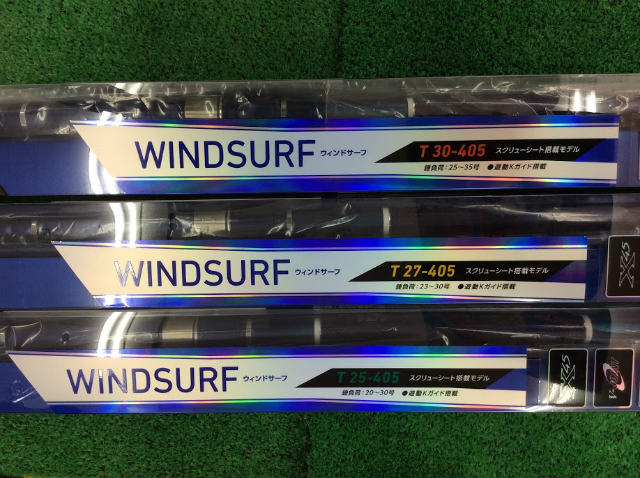 WINDSURF ウィンドサーフ T 30-405 スクリューシート搭載モデル
錘負荷:25~35号 ●遊動Kガイド搭載
WINDSURF ウィンドサーフ T 27-405 スクリューシート搭載モデル
錘負荷:23~30号 ●遊動Kガイド搭載
X45
WINDSURF ウィンドサーフ T 25-405 スクリューシート搭載モデル
錘負荷:20~30号 ●遊動Kガイド搭載
X45